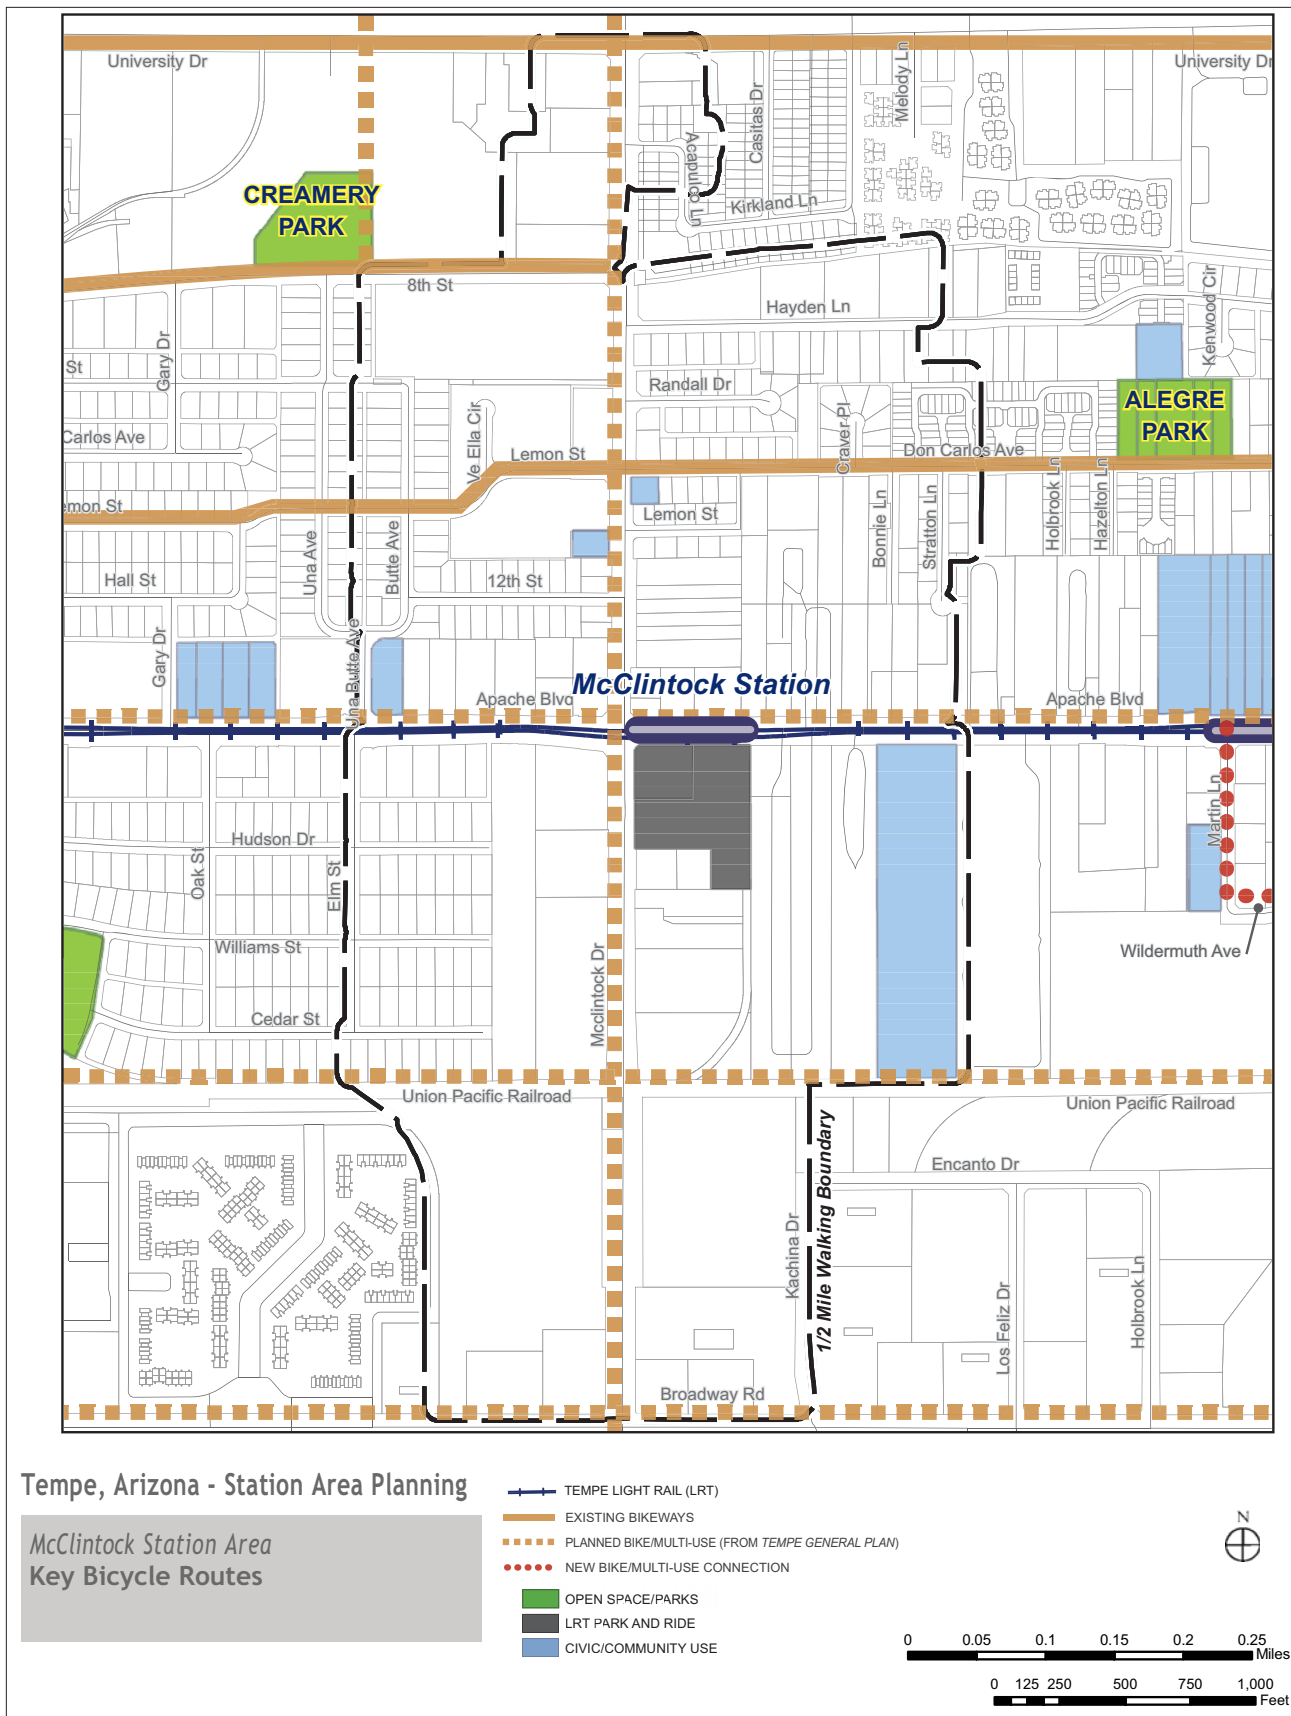 University Dr
University Dr
Melody Ln
Casitas Dr
Acapulco Ln
CREAMERY
PARK
Kirkland Ln
8th St
Hayden Ln
Kenwood Cir
Gary Dr
St
Randall Dr
ALEGRE
PARK
Carlos Ave
Ve Ella Cir
Craver Pl
Lemon St
Don Carlos Ave
emon St
Lemon St
Bonnie Ln
Stratton Ln
Holbrook Ln
Hazelton Ln
Una Ave
Butte Ave
Hall St
12th St
Gary Dr
Una Butte Ave
McClintock Station
Apache Blvd
Apache Blvd
Martin Ln
Hudson Dr
Oak St
Elm St
Williams St
Mcclintock Dr
Wildermuth Ave
Cedar St
Union Pacific Railroad
Union Pacific Railroad
1/2 Mile Walking Boundary
Encanto Dr
Kachina Dr
Los Feliz Dr
Holbrook Ln
Broadway Rd
Tempe, Arizona - Station Area Planning
McClintock Station Area
Key Bicycle Routes
TEMPE LIGHT RAIL (LRT)
EXISTING BIKEWAYS
PLANNED BIKE/MULTI-USE (FROM TEMPE GENERAL PLAN)
NEW BIKE/MULTI-USE CONNECTION
OPEN SPACE/PARKS
LRT PARK AND RIDE
CIVIC/COMMUNITY USE
N
0 0.05 0.1 0.15 0.2 0.25
Miles
0 125 250 500 750 1,000
Feet